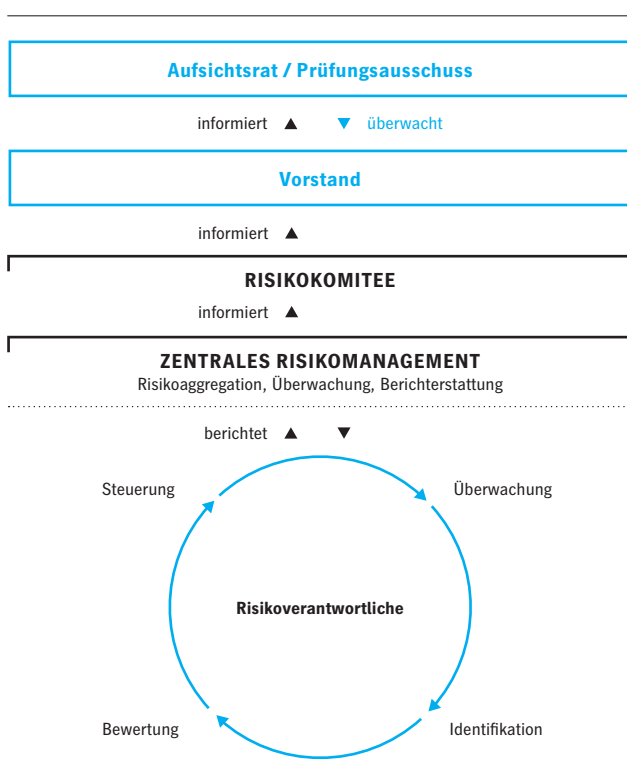 Aufsichtsrat / Prüfungsausschuss
informiert ▲ ▼ überwacht
Vorstand
informiert ▲
RISIKOKOMITEE
informiert ▲
ZENTRALES RISIKOMANAGEMENT
Risikoaggregation, Überwachung, Berichterstattung
berichtet ▲ ▼
Steuerung
Überwachung
Risikoverantwortliche
Bewertung
Identifikation